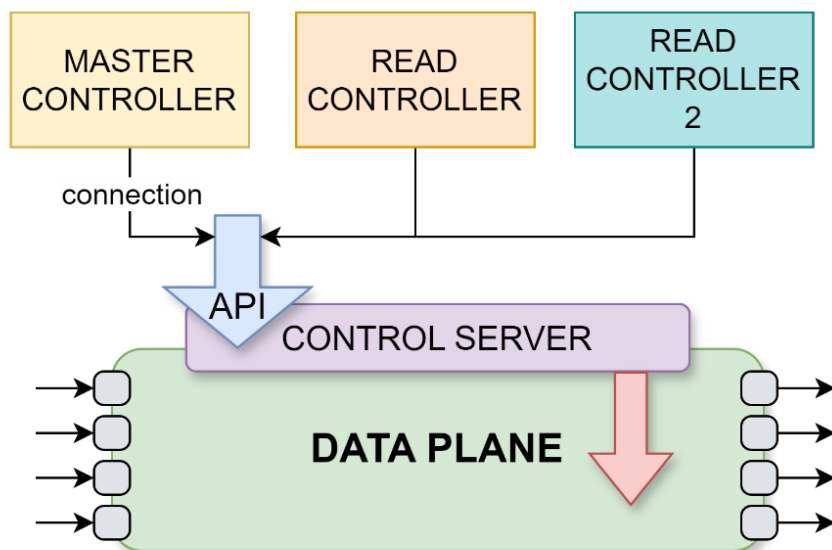 MASTER
CONTROLLER
READ
CONTROLLER
READ
CONTROLLER
2
connection
API
CONTROL SERVER
DATA PLANE